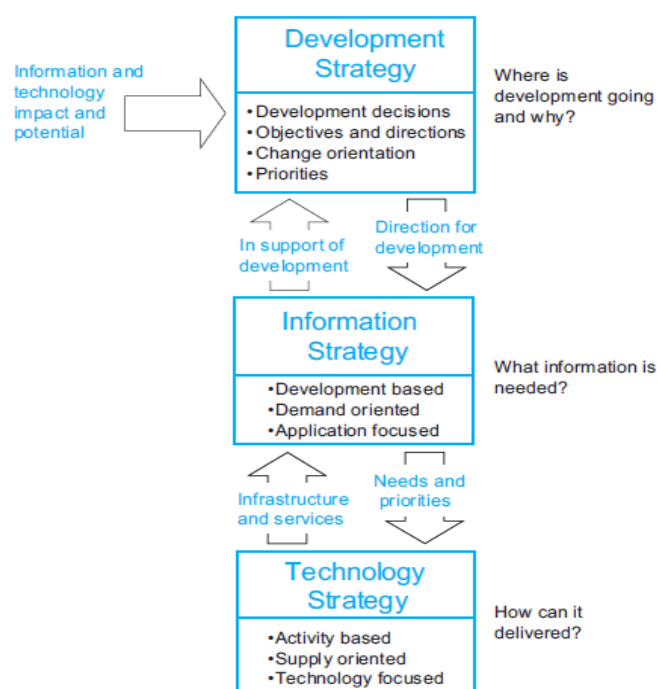 Development
Strategy
Information and
technology
impact and
potential
• Development decisions
• Objectives and directions
• Change orientation
• Priorities
Where is
development going
and why?
In support of
development
Direction for
development
Information
Strategy
• Development based
• Demand oriented
• Application focused
What information is
needed?
Infrastructure
and services
Needs and
priorities
Technology
Strategy
• Activity based
• Supply oriented
• Technology focused
How can it
delivered?